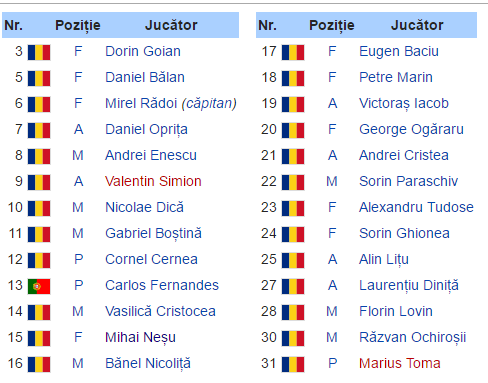 Nr. Poziție Jucător
3 F Dorin Goian
5 F Daniel Bălan
6 F Mirel Rădoi (căpitan)
7 A Daniel Oprița
8 M Andrei Enescu
9 A Valentin Simion
10 M Nicolae Dică
11 M Gabriel Boștină
12 P Cornel Cernea
13 P Carlos Fernandes
14 M Vasilică Cristocea
15 F Mihai Neșu
16 M Bănel Nicoliță
Nr. Poziție Jucător
17 F Eugen Baciu
18 F Petre Marin
19 A Victoraș Iacob
20 F George Ogăraru
21 A Andrei Cristea
22 M Sorin Paraschiv
23 F Alexandru Tudose
24 F Sorin Ghionea
25 A Alin Lițu
27 A Laurențiu Diniță
28 M Florin Lovin
30 M Răzvan Ochiroșii
31 P Marius Toma